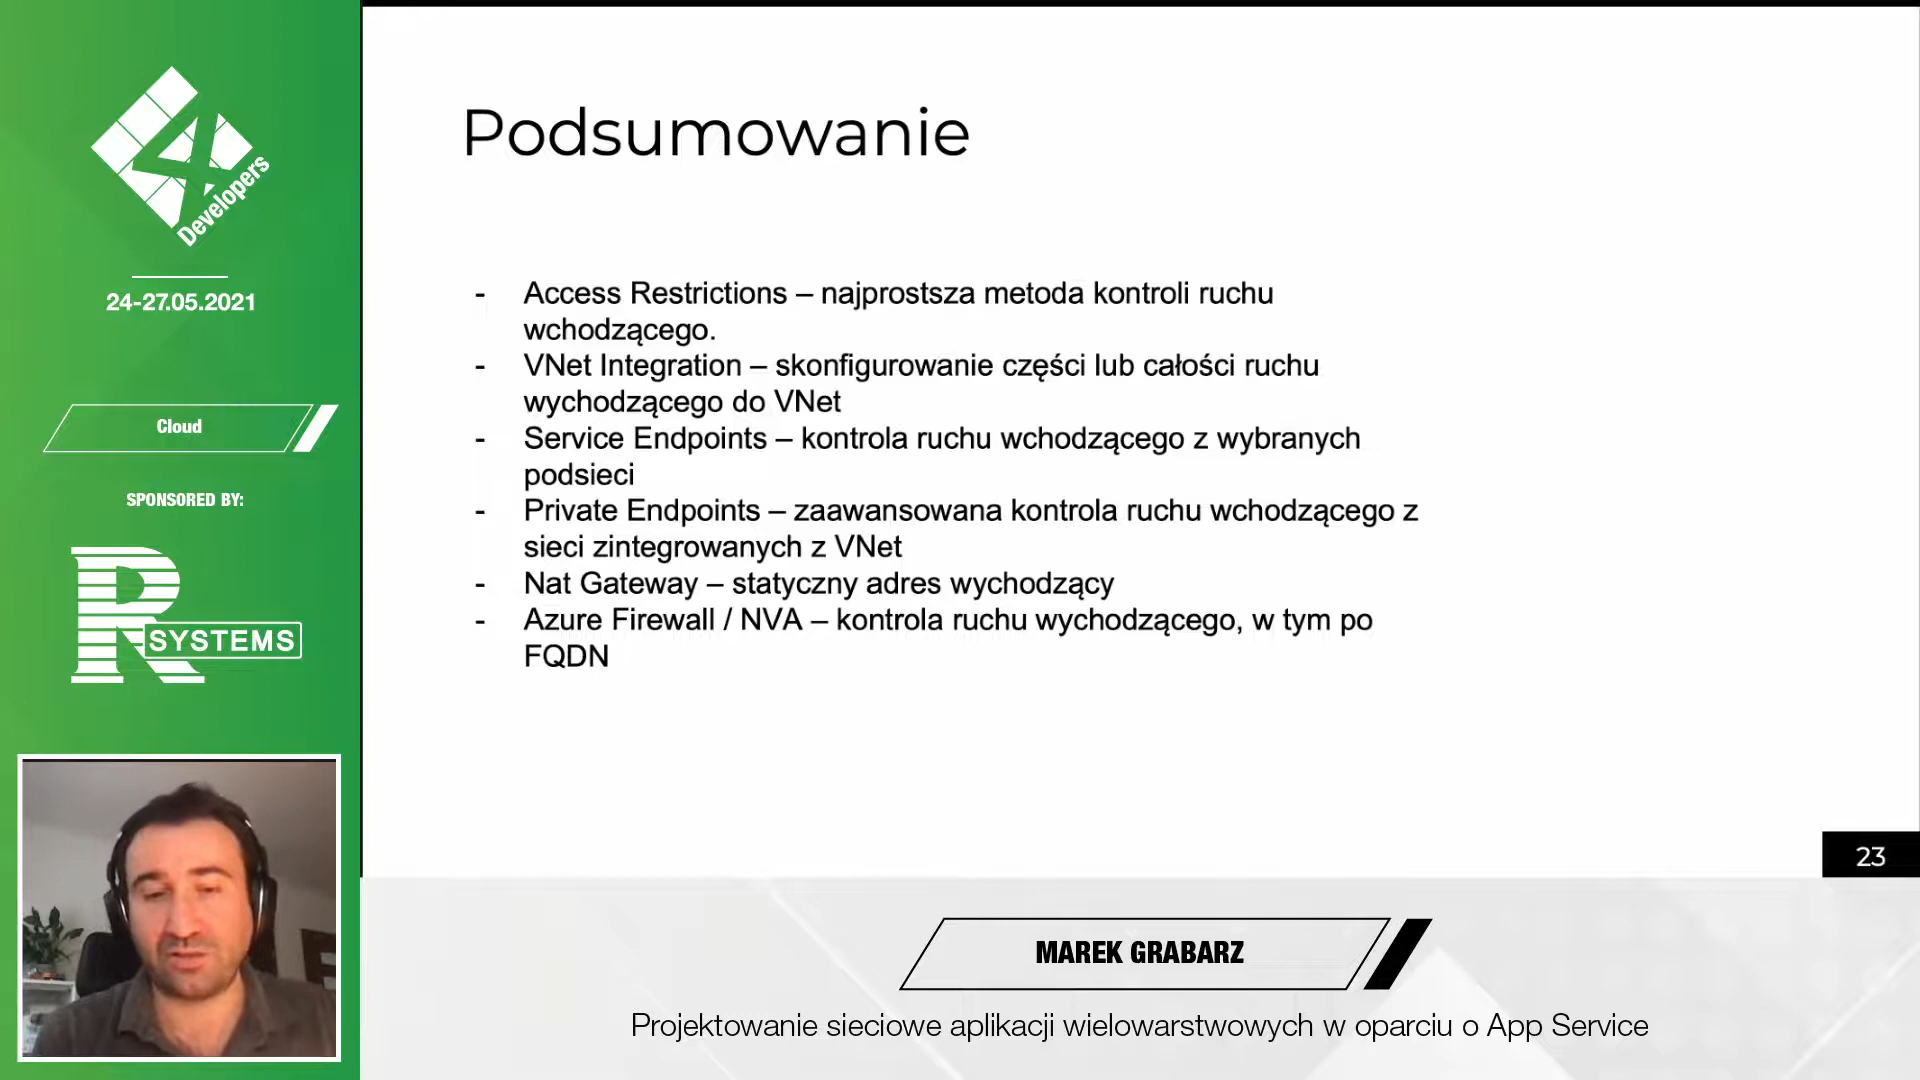 4
Developers
24-27.05.2021
Cloud
SPONSORED BY:
R
SYSTEMS
Podsumowanie
- Access Restrictions – najprostsza metoda kontroli ruchu
wchodzącego.
- VNet Integration – skonfigurowanie części lub całości ruchu
wychodzącego do VNet
- Service Endpoints – kontrola ruchu wchodzącego z wybranych
podsieci
- Private Endpoints – zaawansowana kontrola ruchu wchodzącego z
sieci zintegrowanych z VNet
- Nat Gateway – statyczny adres wychodzący
- Azure Firewall / NVA – kontrola ruchu wychodzącego, w tym po
FQDN
23
MAREK GRABARZ
Projektowanie sieciowe aplikacji wielowarstwowych w oparciu o App Service